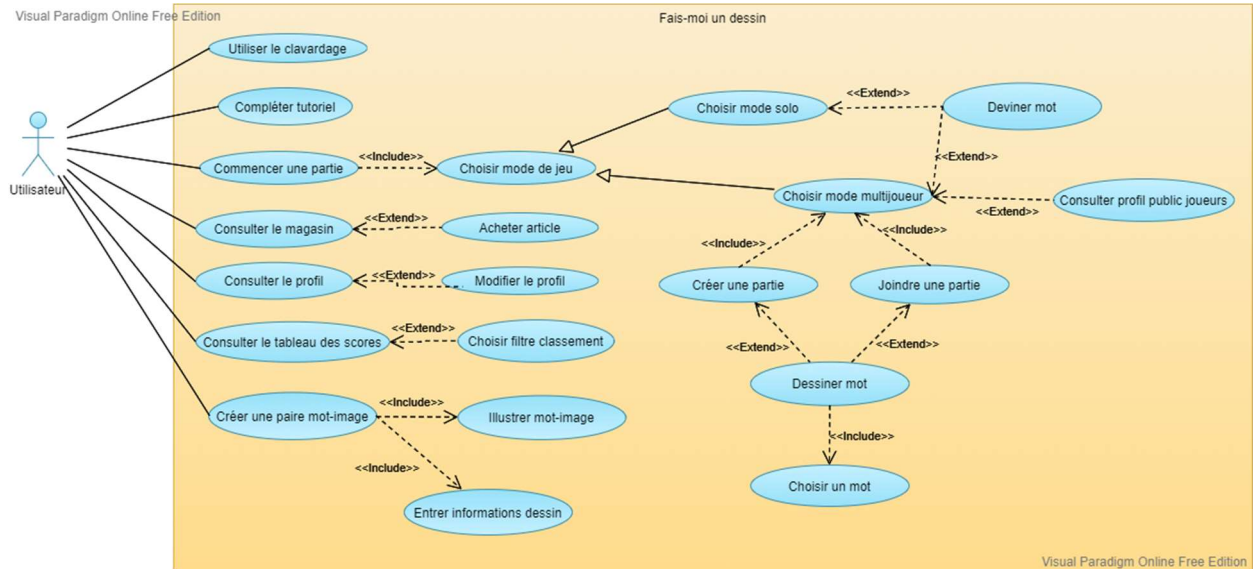 Visual Paradigm Online Free Edition
Fais-moi un dessin
Utiliser le clavardage
Compléter tutoriel
Choisir mode solo
<<Extend>>
Deviner mot
<<Extend>>
Utilisateur
Commencer une partie
<<Include>>
Choisir mode de jeu
Choisir mode multijoueur
<<Extend>>
Consulter profil public joueurs
Consulter le magasin
<<Extend>>
Acheter article
<<Include>>
<<Include>>
Consulter le profil
<<Extend>>
Modifier le profil
Créer une partie
Joindre une partie
Consulter le tableau des scores
<<Extend>>
Choisir filtre classement
<<Extend>>
<<Extend>>
Dessiner mot
Créer une paire mot-image
<<Include>>
Illustrer mot-image
<<Include>>
<<Include>>
Choisir un mot
Entrer informations dessin
Visual Paradigm Online Free Edition